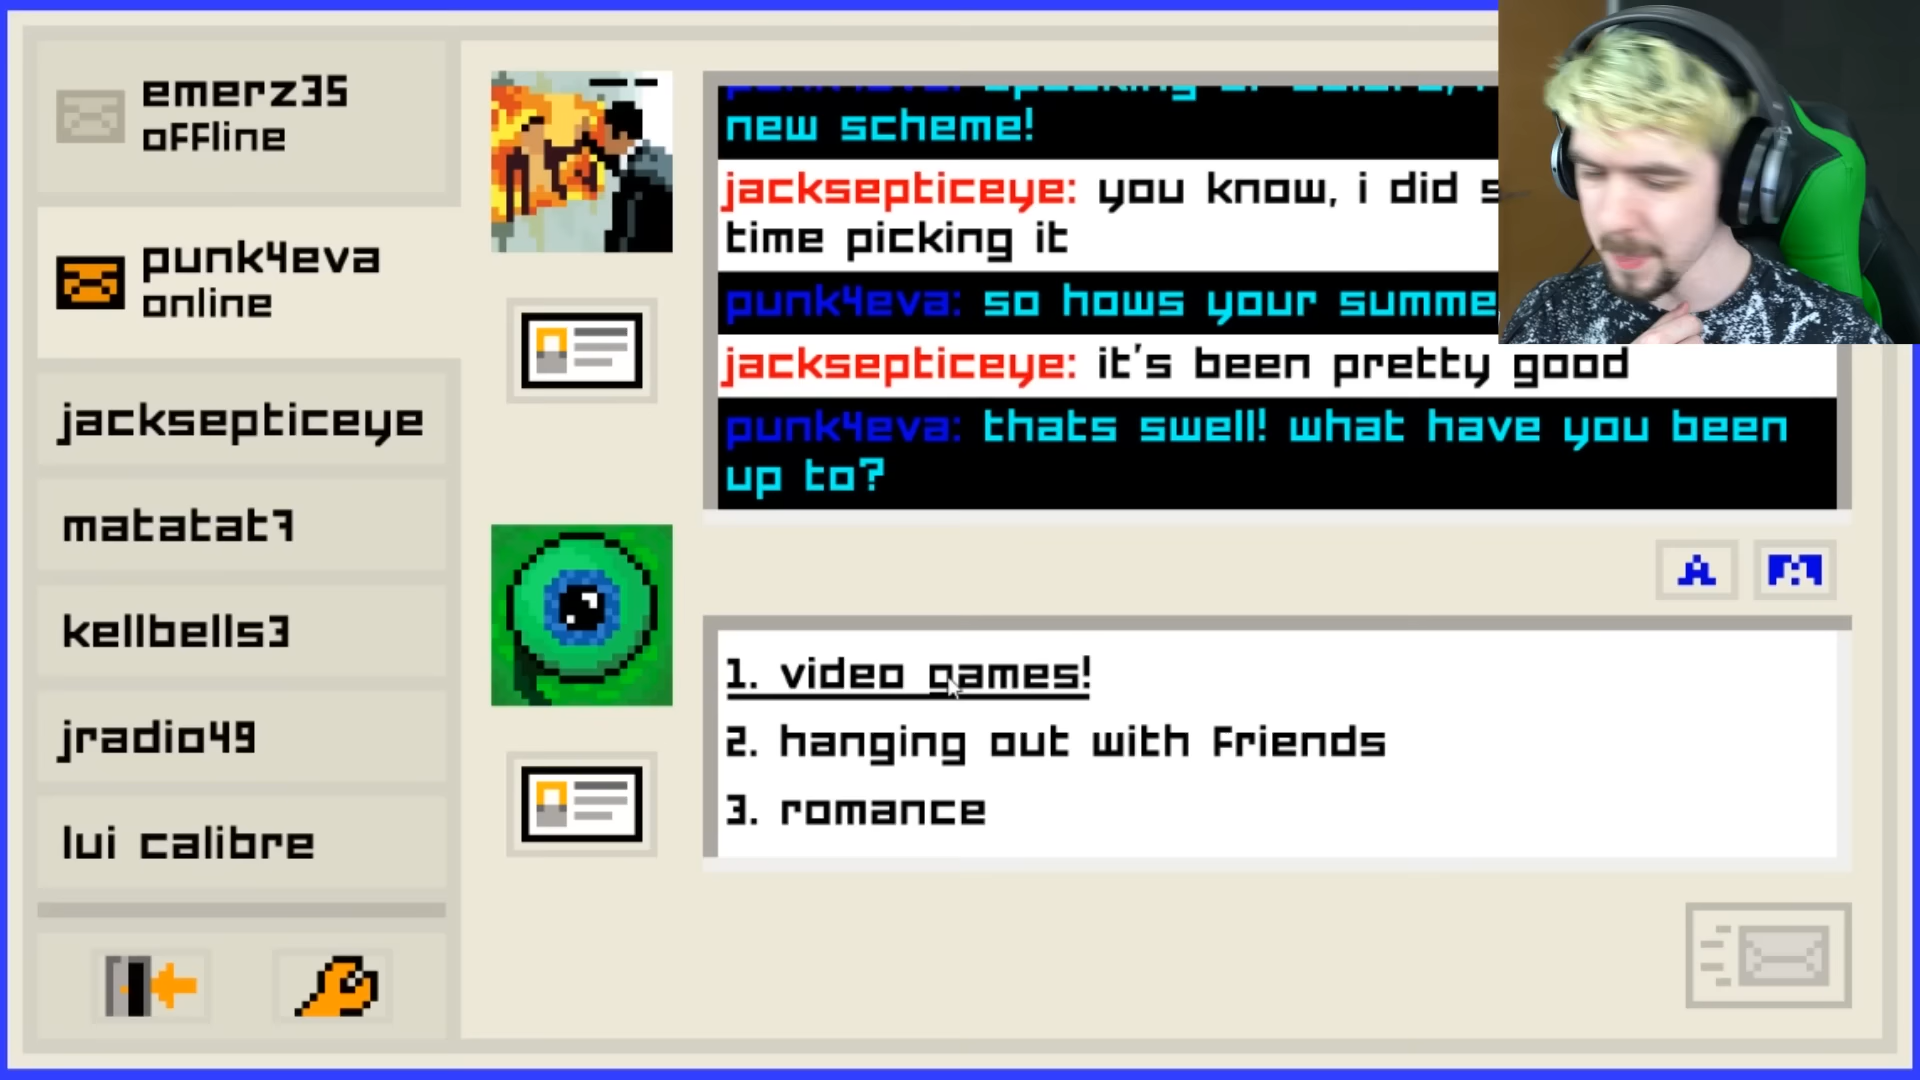 emerz35
offline
punk4eva
online
jacksepticeye
matatat7
kellbells3
jradio49
lui calibre
new scheme!
jacksepticeye: you know, i did
time picking it
punk4eva: so hows your
jacksepticeye: it's been pretty good
punk4eva: thats swell! what have you been
up to?
A
1. video games!
2. hanging out with friends
3. romance